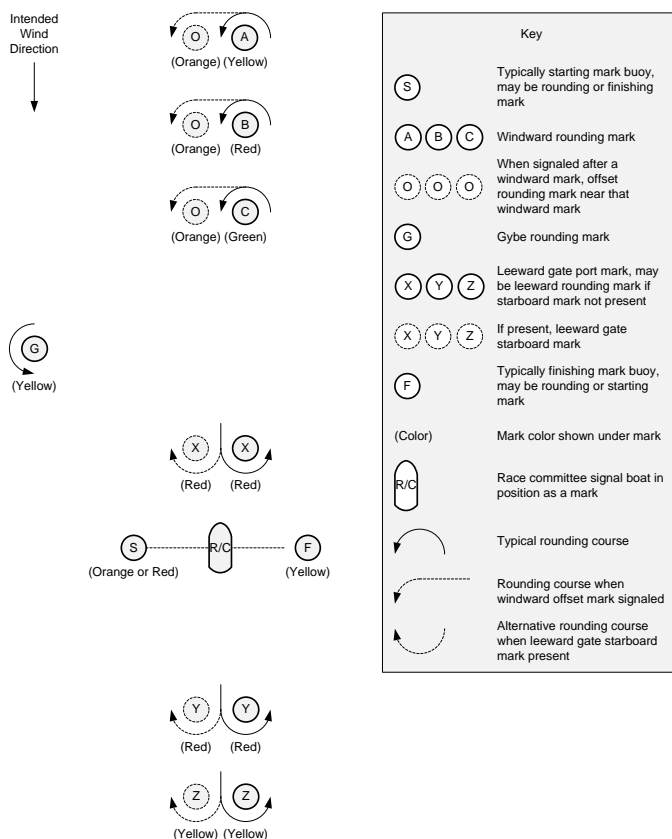 Intended
Wind
Direction
O A
(Orange) (Yellow)
O B
(Orange) (Red)
O C
(Orange) (Green)
G
(Yellow)
X X
(Red) (Red)
S R/C F
(Orange or Red) (Yellow)
Y Y
(Red) (Red)
Z Z
(Yellow) (Yellow)
Key
S
Typically starting mark buoy,
may be rounding or finishing
mark
A B C
Windward rounding mark
O O O
When signaled after a
windward mark, offset
rounding mark near that
windward mark
G
Gybe rounding mark
X Y Z
Leeward gate port mark, may
be leeward rounding mark if
starboard mark not present
X Y Z
If present, leeward gate
starboard mark
F
Typically finishing mark buoy,
may be rounding or starting
mark
(Color) Mark color shown under mark
R/C
Race committee signal boat in
position as a mark
Typical rounding course
Rounding course when
windward offset mark signaled
Alternative rounding course
when leeward gate starboard
mark present